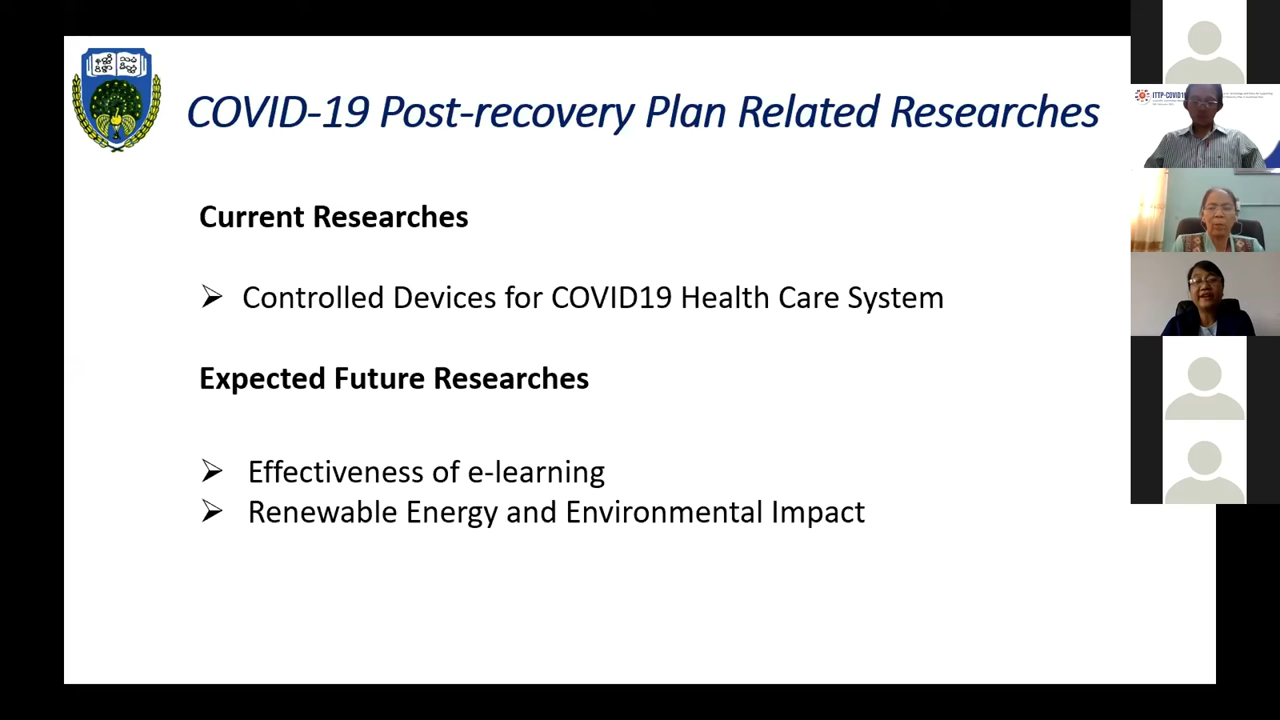 COVID-19 Post-recovery Plan Related Researches
Current Researches
Controlled Devices for COVID19 Health Care System
Expected Future Researches
Effectiveness of e-learning
Renewable Energy and Environmental Impact